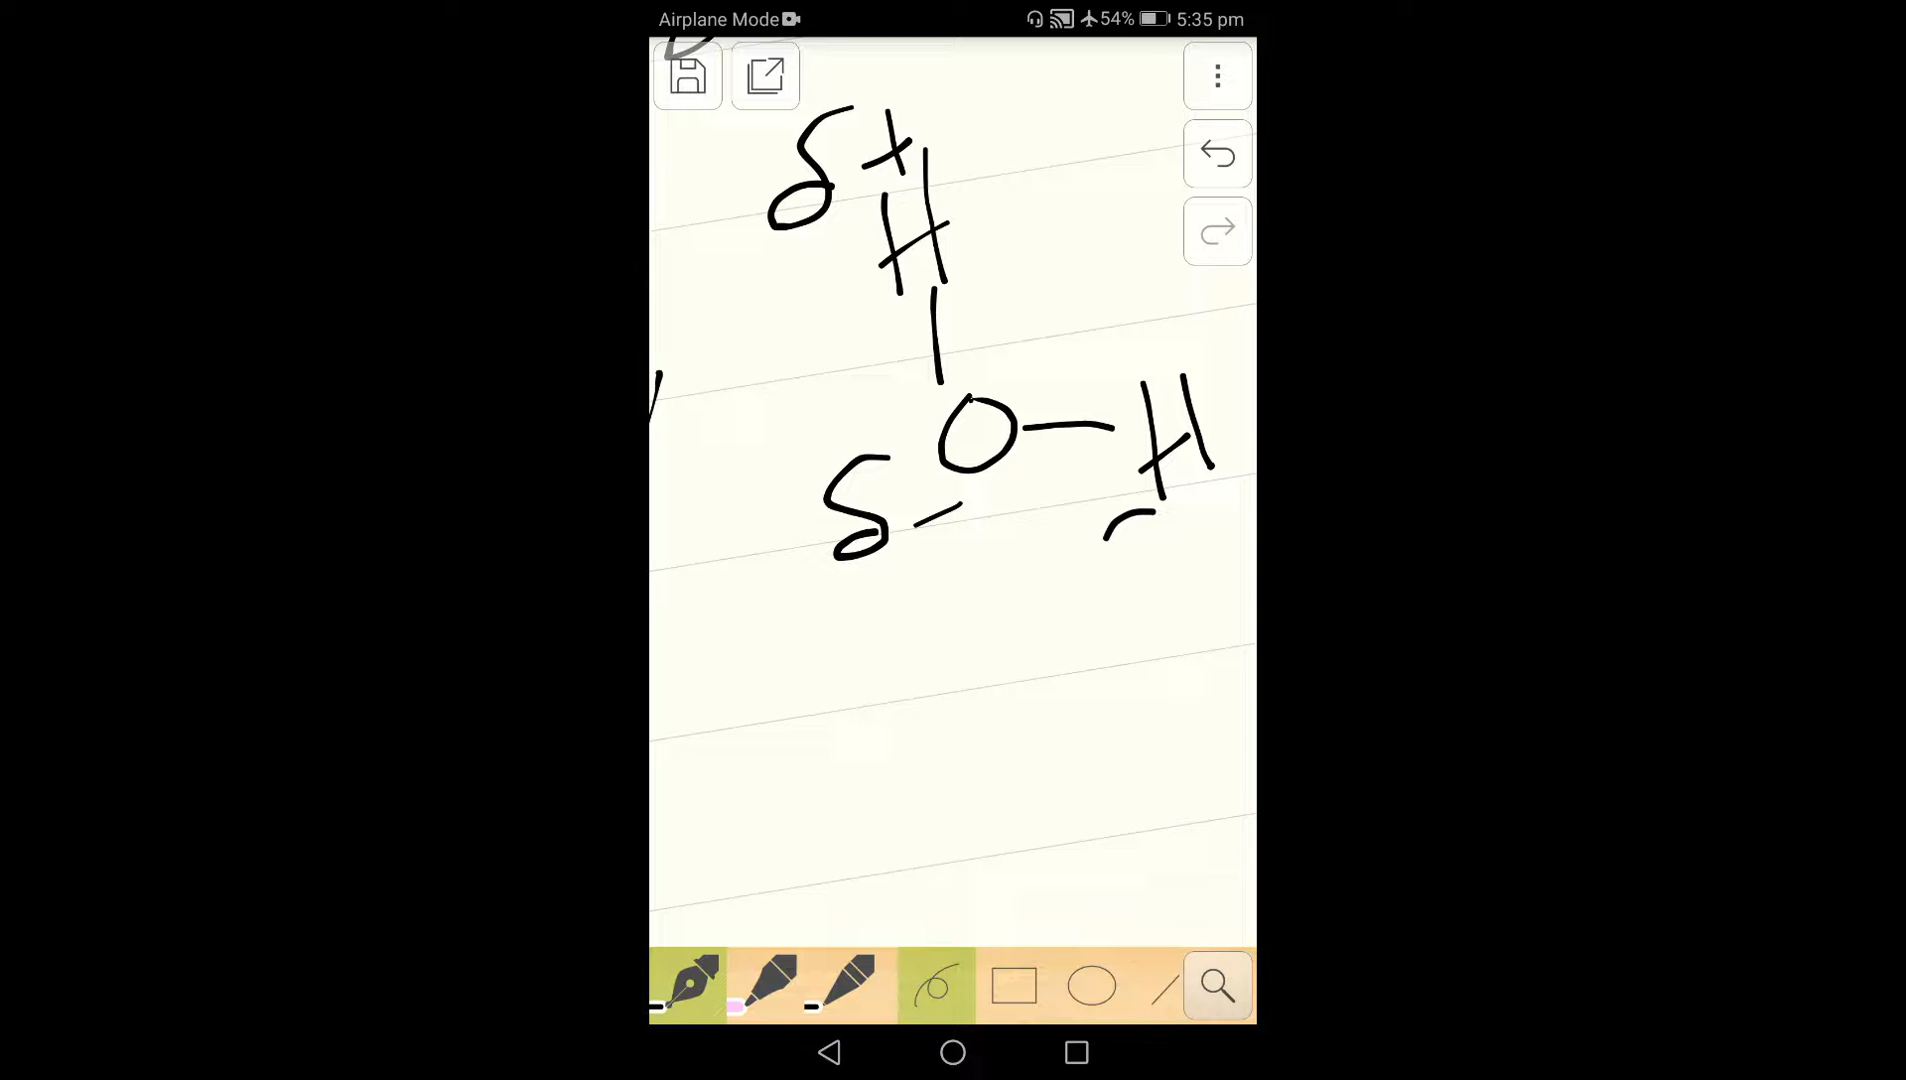 Airplane Mode 54% 5:35 pm
δ+
H
O—H
δ-